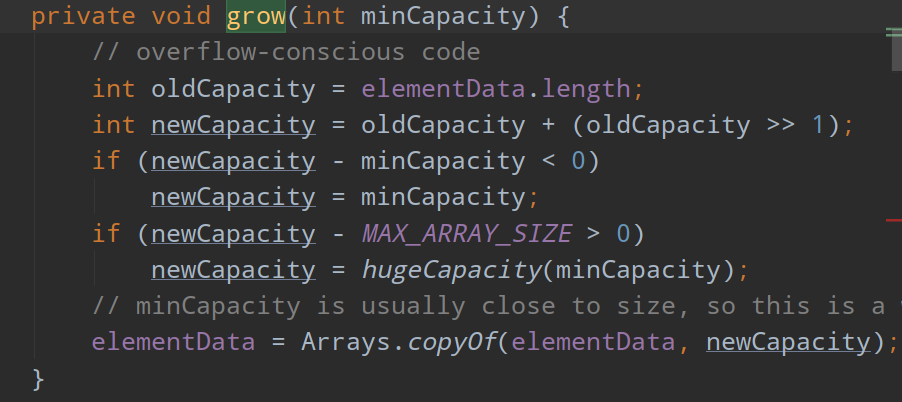 private void grow(int minCapacity) {
// overflow-conscious code
int oldCapacity = elementData.length;
int newCapacity = oldCapacity + (oldCapacity >> 1);
if (newCapacity - minCapacity < 0)
newCapacity = minCapacity;
if (newCapacity - MAX_ARRAY_SIZE > 0)
newCapacity = hugeCapacity(minCapacity);
// minCapacity is usually close to size, so this is a
elementData = Arrays.copyOf(elementData, newCapacity);
}